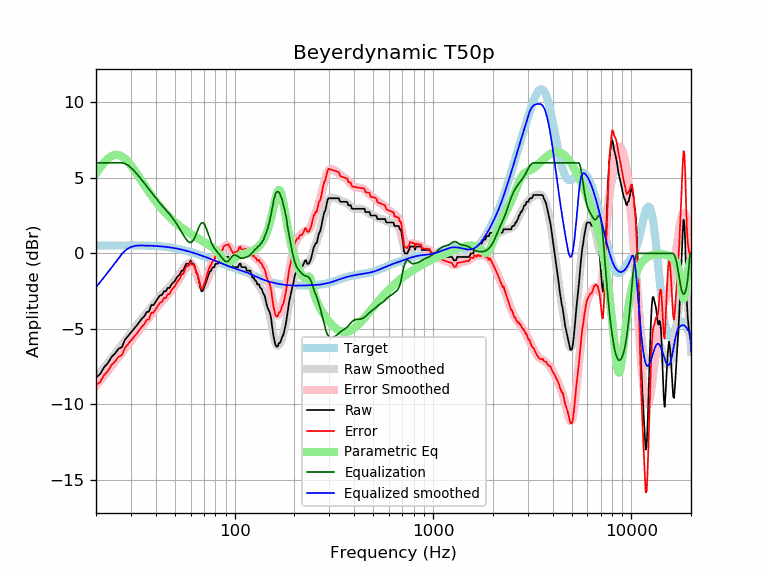 Beyerdynamic T50p
Amplitude (dBr)
10
5
0
−5
−10
−15
Target
Raw Smoothed
Error Smoothed
Raw
Error
Parametric Eq
Equalization
Equalized smoothed
100
1000
10000
Frequency (Hz)